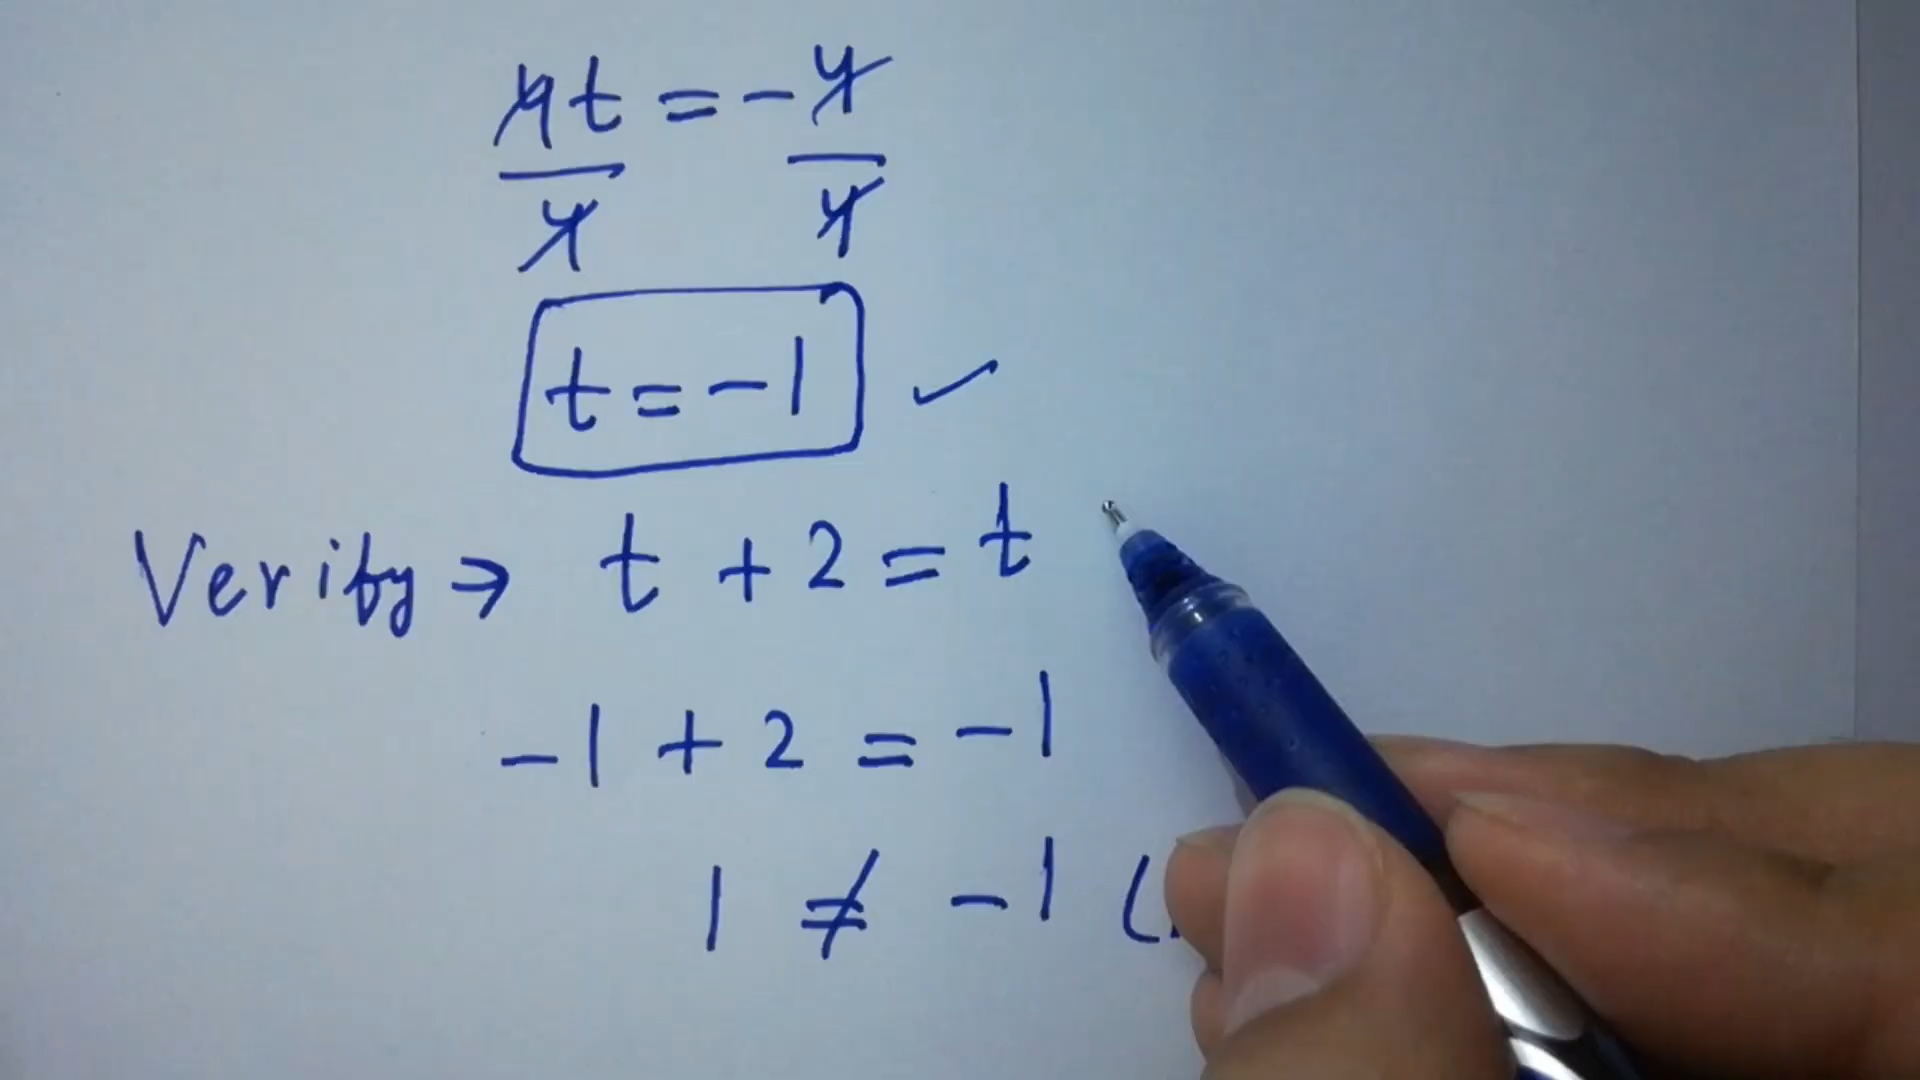 4t = -4
4 4
t = -1 ✓
Verify → t + 2 = t
-1 + 2 = -1
1 ≠ -1 (